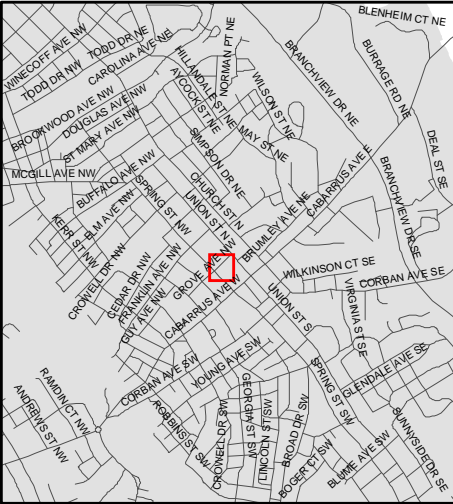 BLENHEIM CT NE
WINECOFF AVE NW
TODD DR NE
TODD DR NW
CAROLINA AVE NE
NORMAN PT NE
HILLANDALE ST NE
AYCOCK ST NE
BRANCHVIEW DR NE
BURRAGE RD NE
BROOKWOOD AVE NW
DOUGLAS AVE NW
ST MARY AVE NW
WILSON ST NE
MAY ST NE
DEAL ST SE
MCGILL AVE NW
SIMPSON DR NE
BUFFALO AVE NW
SPRING ST NW
CHURCH ST N
UNION ST N
CABARRUS AVE E
BRANCHVIEW DR SE
ELM AVE NW
KERR ST NW
BRUMLEY AVE NE
CROWELL DR NW
CEDAR DR NW
FRANKLIN AVE NW
GUY AVE NW
GROVE AVE NW
CABARRUS AVE W
WILKINSON CT SE
CORBAN AVE SE
VIRGINIA ST SE
UNION ST S
GLENDALE AVE SE
SPRING ST SW
CORBAN AVE SW
YOUNG AVE SW
RAMDIN CT NW
ANDREWS ST NW
ROBBINS ST SW
CROWELL DR SW
GEORGIA ST SW
LINCOLN ST SW
BROAD DR SW
BOGER CT SW
BLUME AVE SW
SUNNYSIDE DR SE